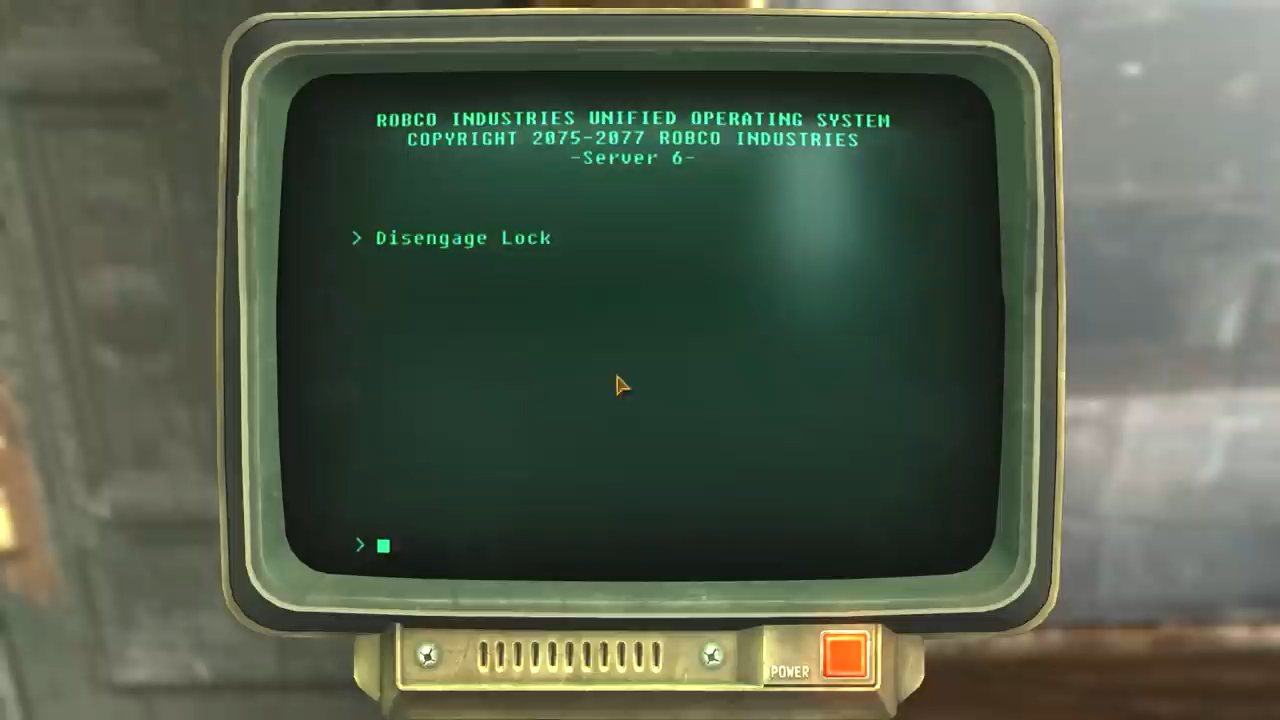 ROBCO INDUSTRIES UNIFIED OPERATING SYSTEM
COPYRIGHT 2075-2077 ROBCO INDUSTRIES
-Server 6-
> Disengage Lock
>
POWER